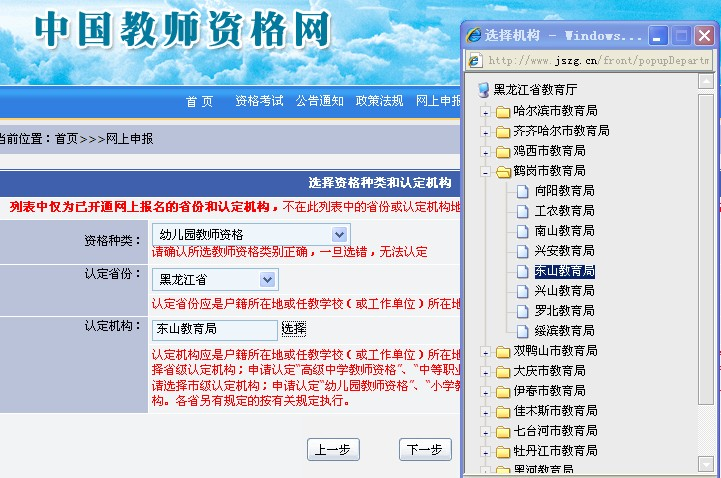 中国教师资格网
首 页 资格考试 公告通知 政策法规 网上申报
当前位置：首页>>>网上申报
选择资格种类和认定机构
列表中仅为已开通网上报名的省份和认定机构，不在此列表中的省份或认定机构地
资格种类： 幼儿园教师资格
请确认所选教师资格类别正确，一旦选错，无法认定
认定省份： 黑龙江省
认定省份应是户籍所在地或任教学校（或工作单位）所在地
认定机构： 东山教育局 选择
认定机构应是户籍所在地或任教学校（或工作单位）所在地
择省级认定机构；申请认定“高级中学教师资格”、“中等职业
请选择市级认定机构；申请认定“幼儿园教师资格”、“小学教
构。各省另有规定的按有关规定执行。
上一步 下一步
选择机构 - Windows...
http://www.jszg.cn/front/popupDepartm
黑龙江省教育厅
哈尔滨市教育局
齐齐哈尔市教育局
鸡西市教育局
鹤岗市教育局
向阳教育局
工农教育局
南山教育局
兴安教育局
东山教育局
兴山教育局
罗北教育局
绥滨教育局
双鸭山市教育局
大庆市教育局
伊春市教育局
佳木斯市教育局
七台河市教育局
牡丹江市教育局
黑河教育局